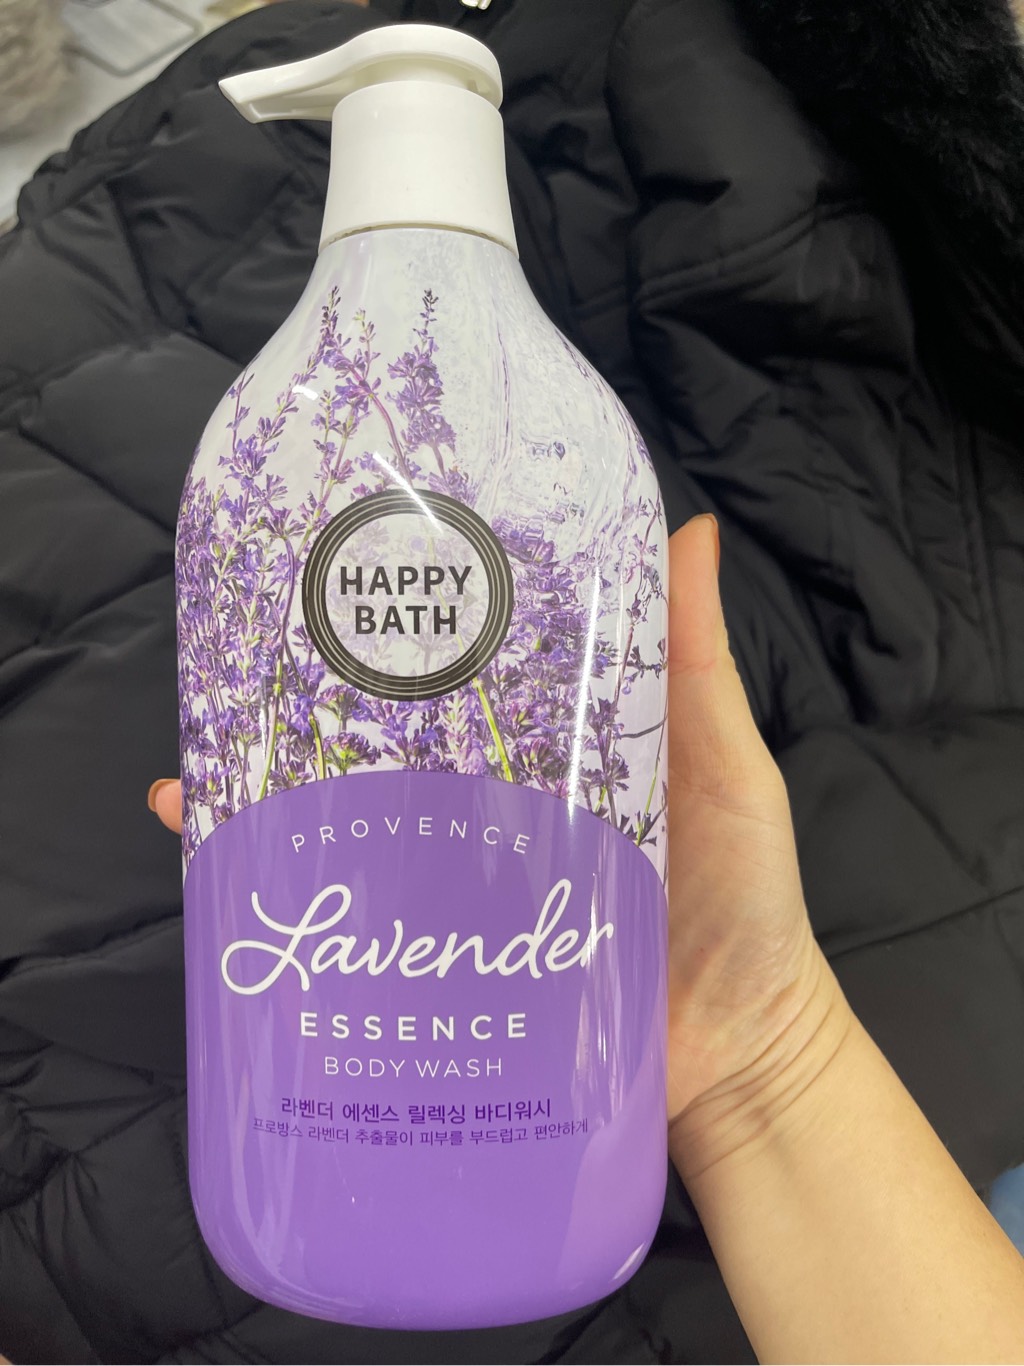 HAPPY
BATH
PROVENCE
Lavender
ESSENCE
BODY WASH
라벤더 에센스 릴렉싱 바디워시
프로방스 라벤더 추출물이 피부를 부드럽고 편안하게